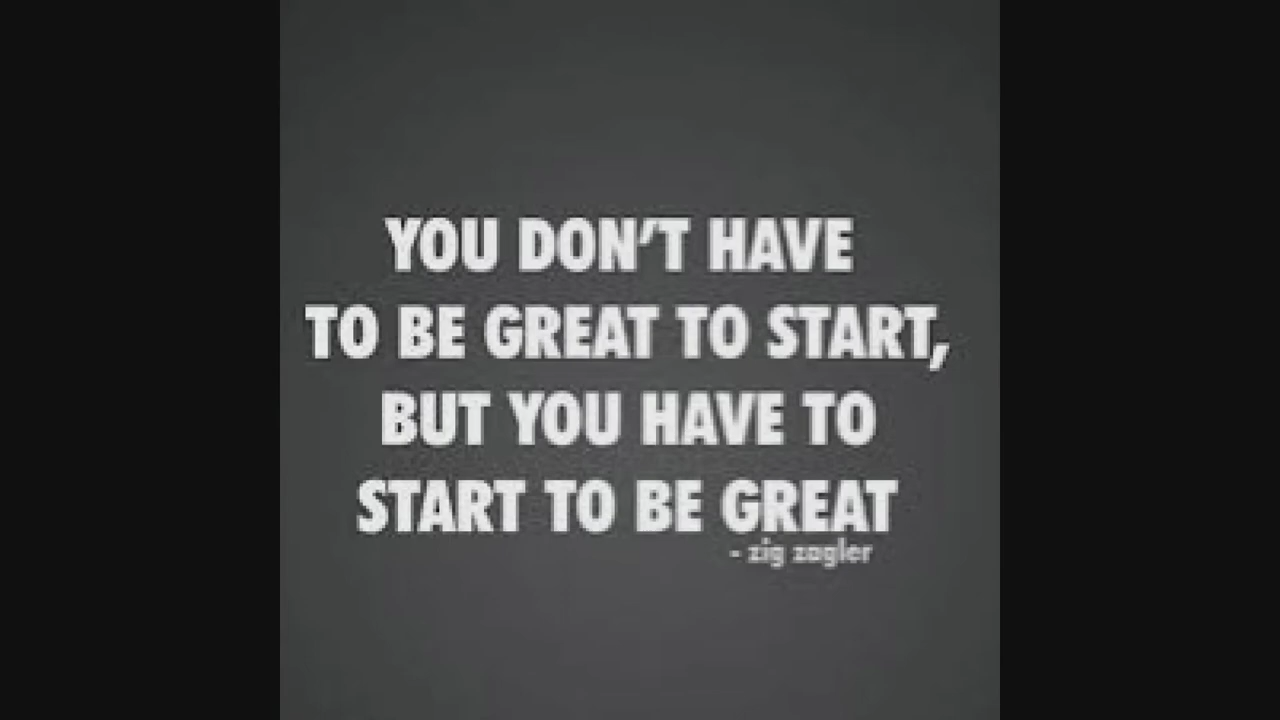 YOU DON'T HAVE
TO BE GREAT TO START,
BUT YOU HAVE TO
START TO BE GREAT
- zig zagler